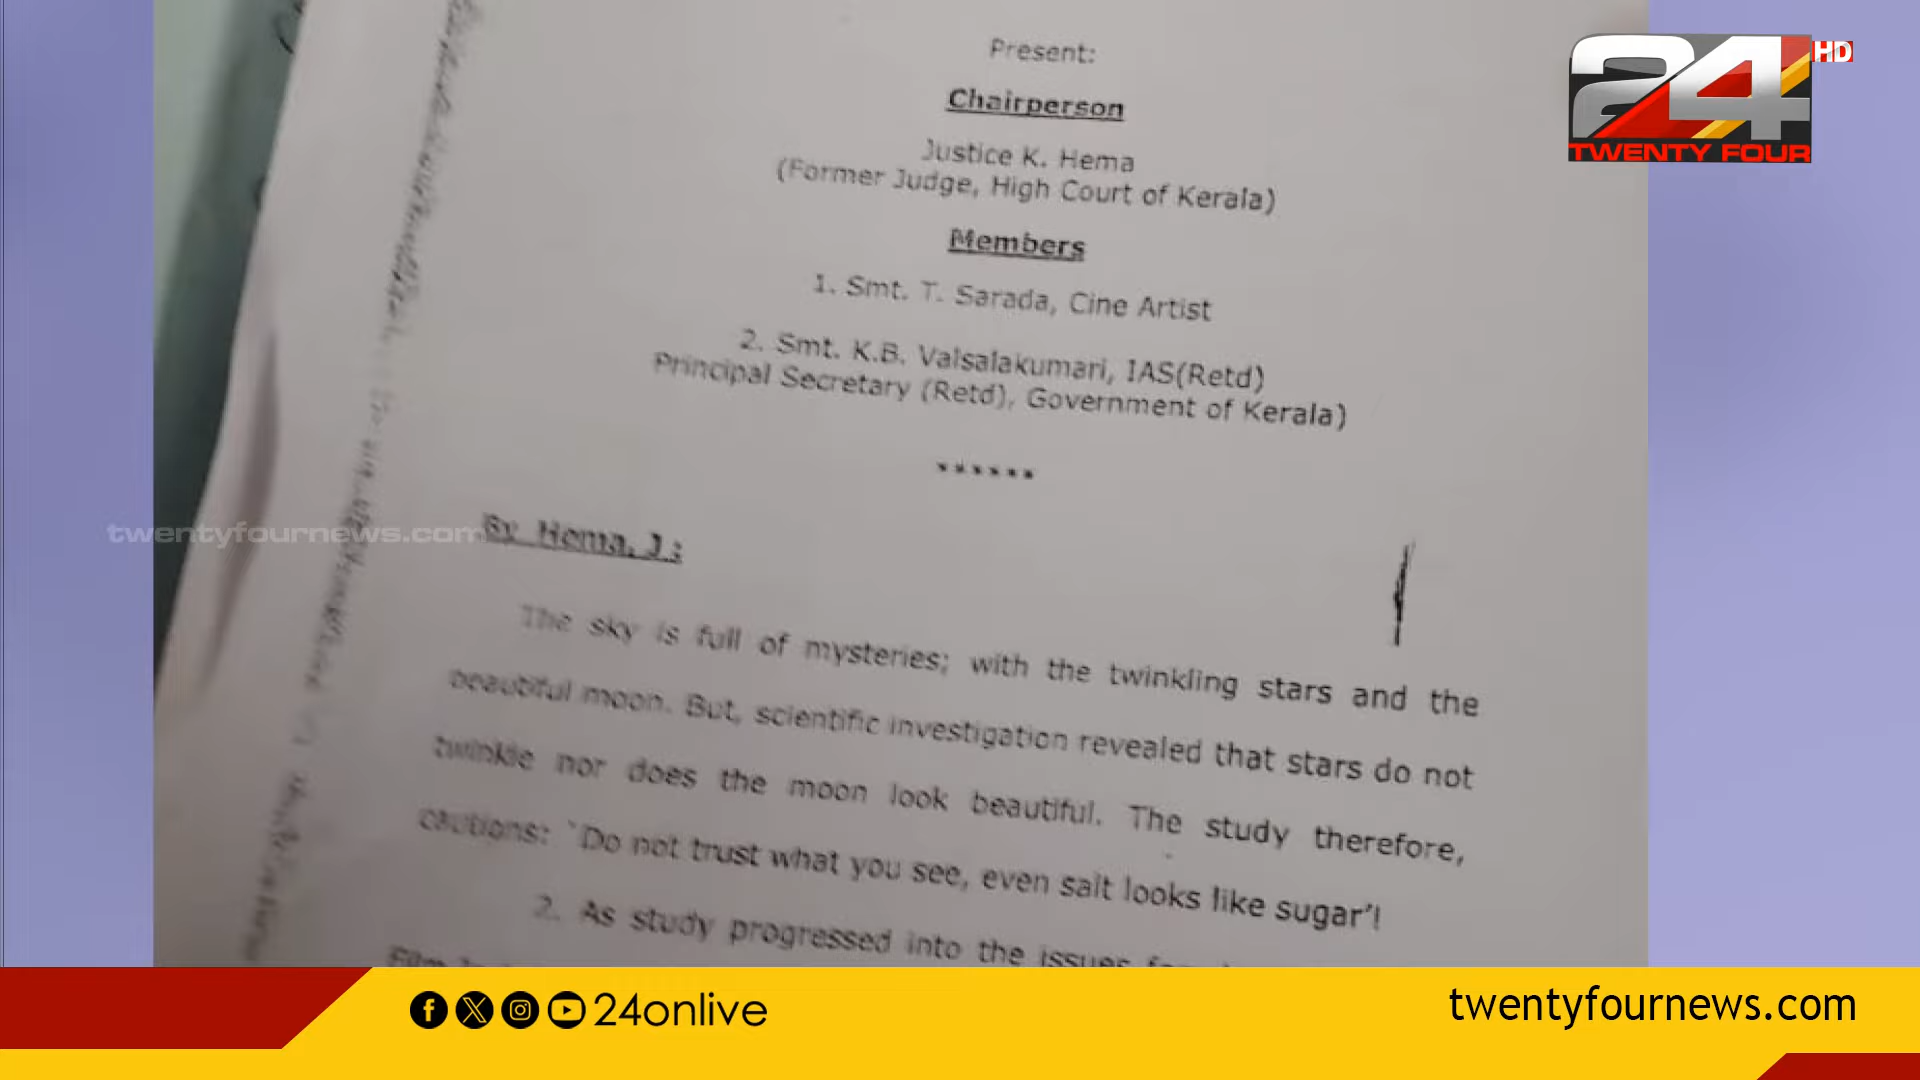 Present:
Chairperson
Justice K. Hema
(Former Judge, High Court of Kerala)
Members
1. Smt. T. Sarada, Cine Artist
2. Smt. K.B. Valsalakumari, IAS(Retd)
Principal Secretary (Retd), Government of Kerala)
******
By Hema, J.:
The sky is full of mysteries; with the twinkling stars and the
beautiful moon. But, scientific investigation revealed that stars do not
twinkle nor does the moon look beautiful. The study therefore,
cautions: `Do not trust what you see, even salt looks like sugar'!
2. As study progressed into the issues
Film
24 HD
TWENTY FOUR
twentyfournews.com
24onlive
twentyfournews.com